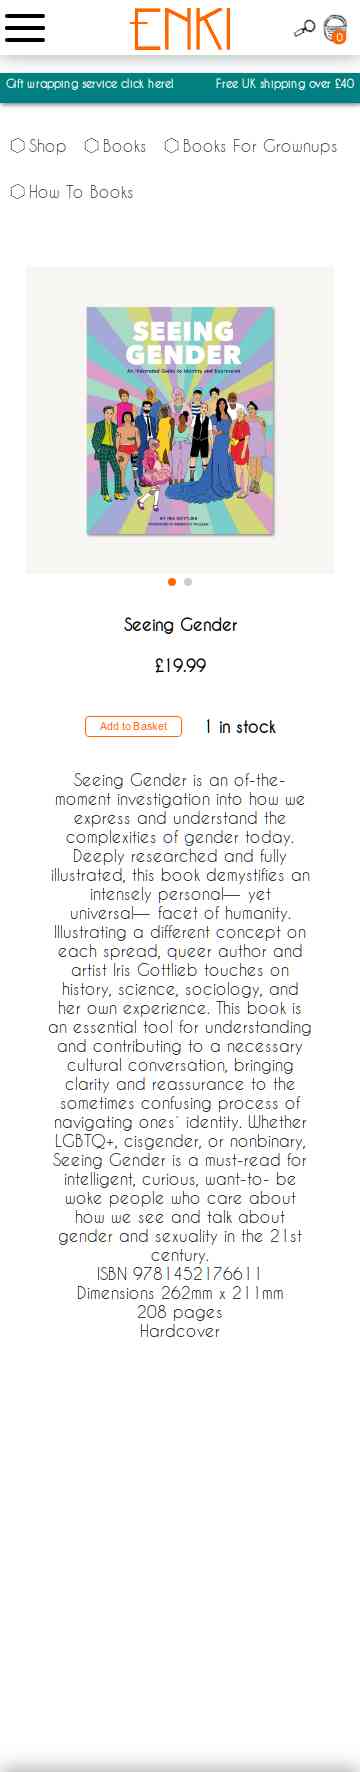 ENKI
0
Gift wrapping service click here! Free UK shipping over £40
Shop Books Books For Grownups
How To Books
SEEING
GENDER
An Illustrated Guide to Identity and Expression
BY IRIS GOTTLIEB
Seeing Gender
£19.99
Add to Basket 1 in stock
Seeing Gender is an of-the-
moment investigation into how we
express and understand the
complexities of gender today.
Deeply researched and fully
illustrated, this book demystifies an
intensely personal— yet
universal— facet of humanity.
Illustrating a different concept on
each spread, queer author and
artist Iris Gottlieb touches on
history, science, sociology, and
her own experience. This book is
an essential tool for understanding
and contributing to a necessary
cultural conversation, bringing
clarity and reassurance to the
sometimes confusing process of
navigating ones` identity. Whether
LGBTQ+, cisgender, or nonbinary,
Seeing Gender is a must-read for
intelligent, curious, want-to- be
woke people who care about
how we see and talk about
gender and sexuality in the 21st
century.
ISBN 9781452176611
Dimensions 262mm x 211mm
208 pages
Hardcover